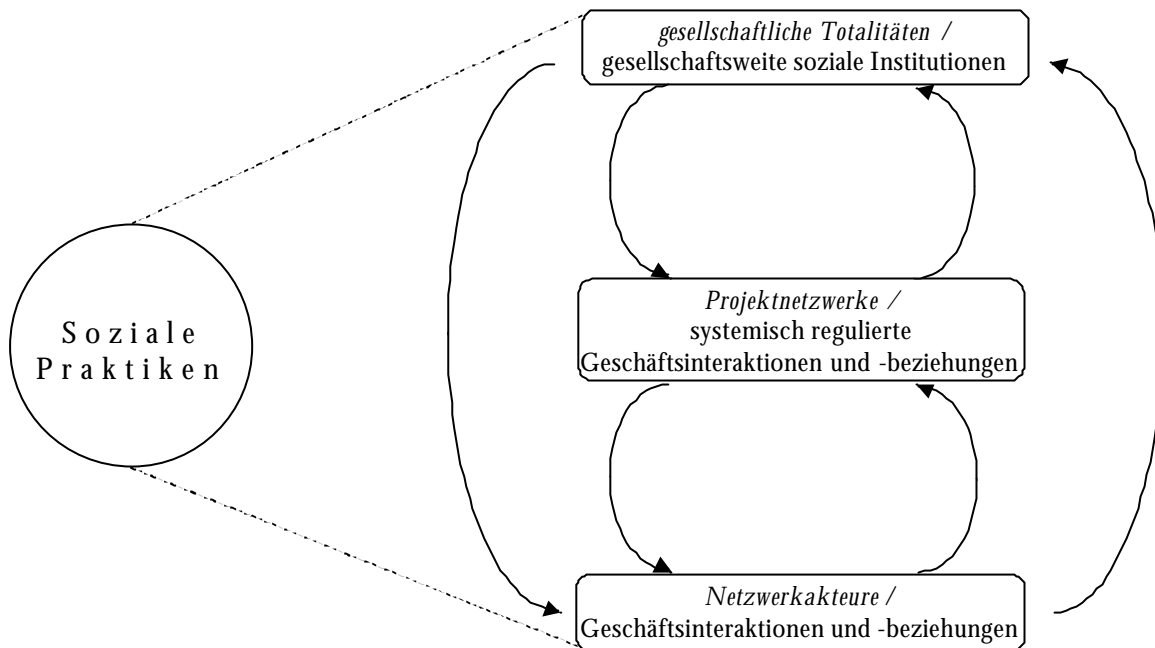 gesellschaftliche Totalitäten /
gesellschaftsweite soziale Institutionen
Soziale
Praktiken
Projektnetzwerke /
systemisch regulierte
Geschäftsinteraktionen und -beziehungen
Netzwerkakteure /
Geschäftsinteraktionen und -beziehungen